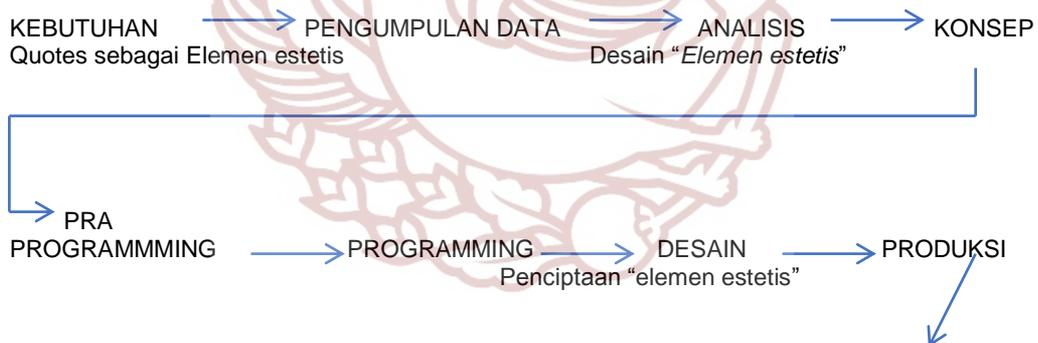 KEBUTUHAN PENGUMPULAN DATA ANALISIS KONSEP
Quotes sebagai Elemen estetis Desain “Elemen estetis”
PRA
PROGRAMMMING PROGRAMMING DESAIN PRODUKSI
Penciptaan “elemen estetis”